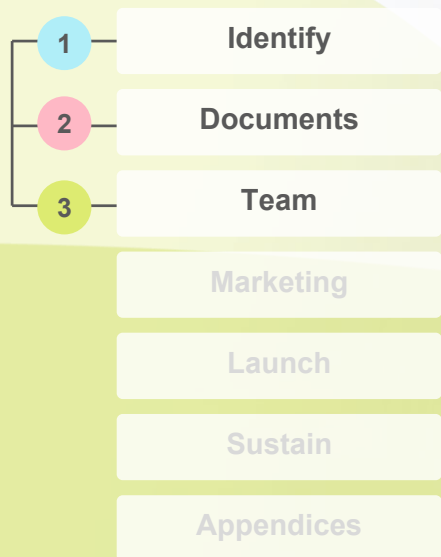 1 Identify
2 Documents
3 Team
Marketing
Launch
Sustain
Appendices